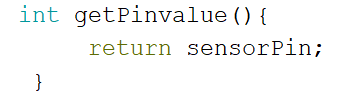 int getPinvalue(){
return sensorPin;
}